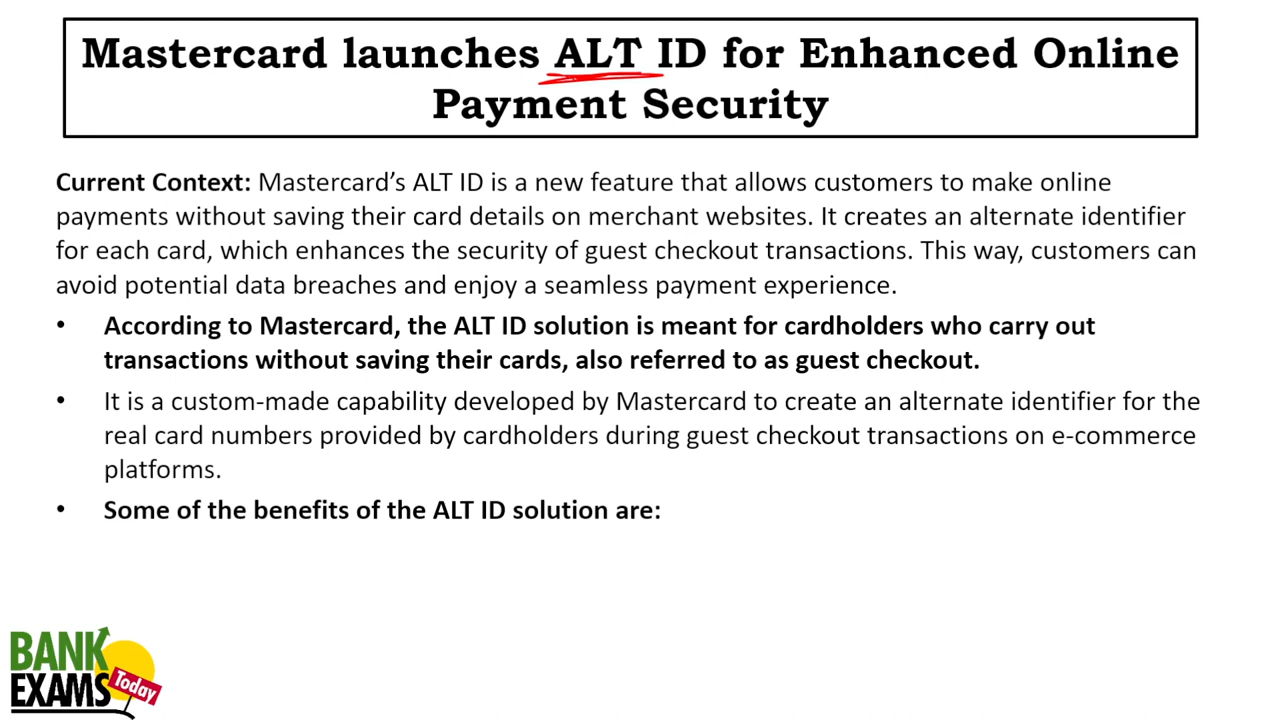 Mastercard launches ALT ID for Enhanced Online
Payment Security
Current Context: Mastercard’s ALT ID is a new feature that allows customers to make online
payments without saving their card details on merchant websites. It creates an alternate identifier
for each card, which enhances the security of guest checkout transactions. This way, customers can
avoid potential data breaches and enjoy a seamless payment experience.
• According to Mastercard, the ALT ID solution is meant for cardholders who carry out
transactions without saving their cards, also referred to as guest checkout.
• It is a custom-made capability developed by Mastercard to create an alternate identifier for the
real card numbers provided by cardholders during guest checkout transactions on e-commerce
platforms.
• Some of the benefits of the ALT ID solution are:
BANK
EXAMS
Today